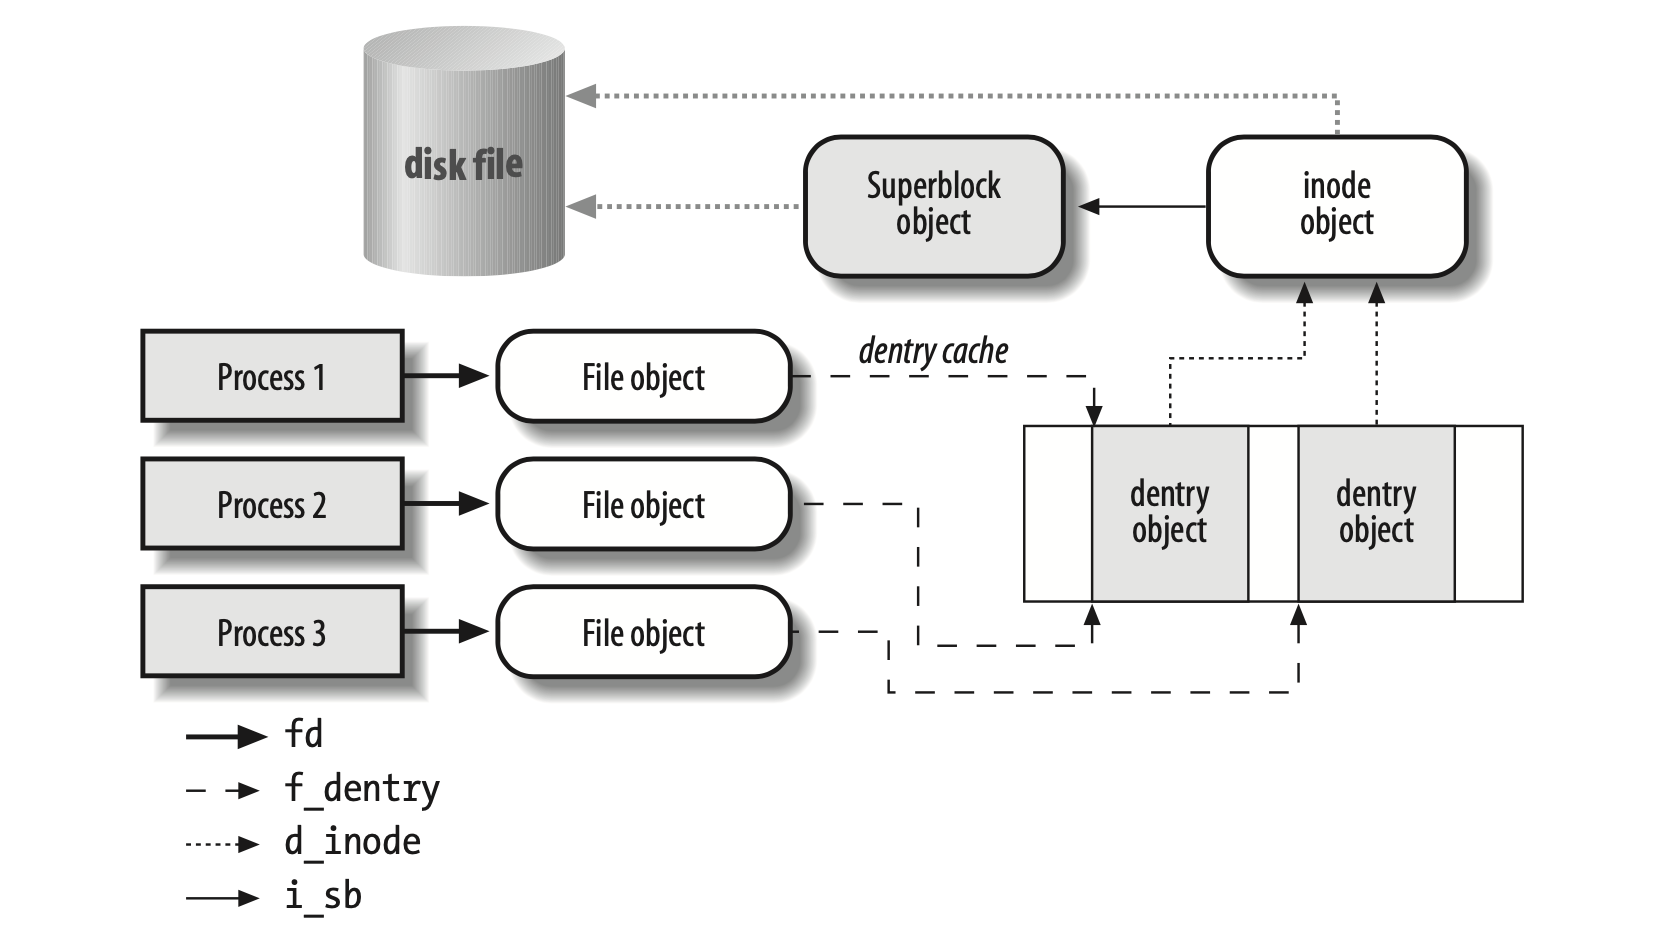 disk file
Superblock
object
inode
object
Process 1
File object
dentry cache
Process 2
File object
dentry
object
dentry
object
Process 3
File object
fd
f_dentry
d_inode
i_sb